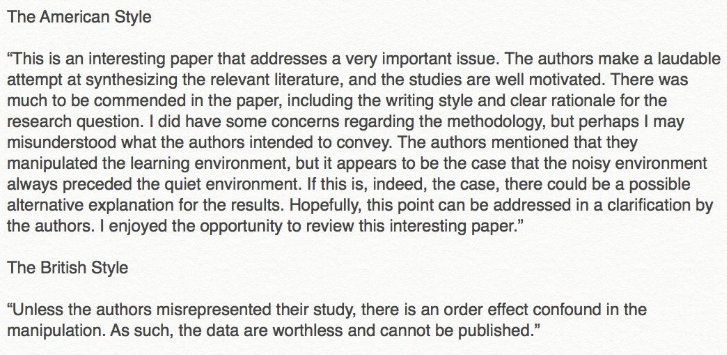 The American Style
“This is an interesting paper that addresses a very important issue. The authors make a laudable
attempt at synthesizing the relevant literature, and the studies are well motivated. There was
much to be commended in the paper, including the writing style and clear rationale for the
research question. I did have some concerns regarding the methodology, but perhaps I may
misunderstood what the authors intended to convey. The authors mentioned that they
manipulated the learning environment, but it appears to be the case that the noisy environment
always preceded the quiet environment. If this is, indeed, the case, there could be a possible
alternative explanation for the results. Hopefully, this point can be addressed in a clarification by
the authors. I enjoyed the opportunity to review this interesting paper.”
The British Style
“Unless the authors misrepresented their study, there is an order effect confound in the
manipulation. As such, the data are worthless and cannot be published.”